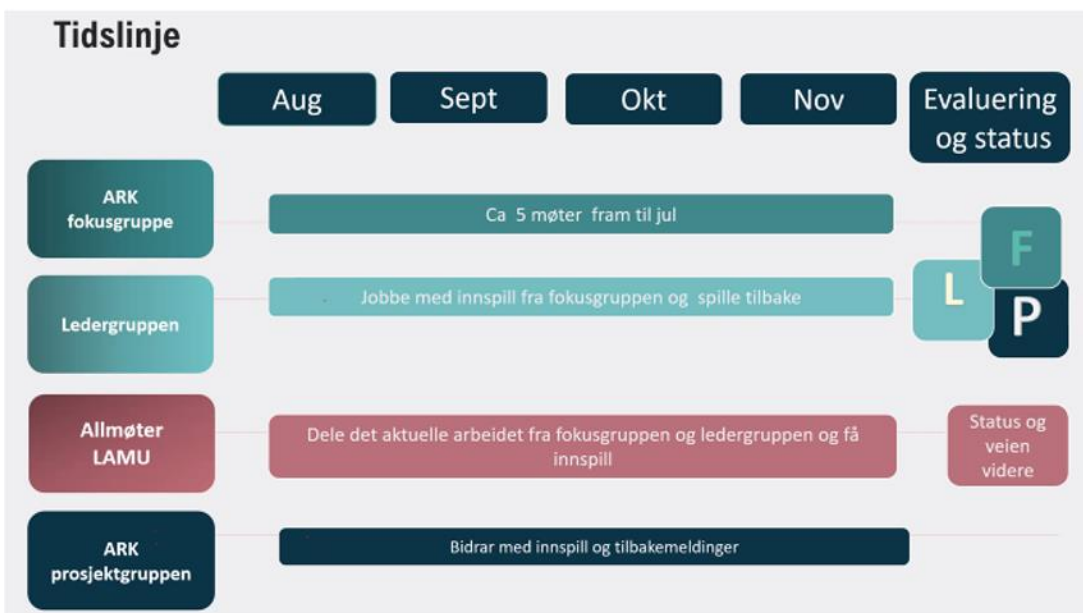 Tidslinje
Aug
Sept
Okt
Nov
Evaluering
og status
ARK
fokusgruppe
Ca 5 møter fram til jul
F
Ledergruppen
Jobbe med innspill fra fokusgruppen og spille tilbake
L
P
Allmøter
LAMU
Dele det aktuelle arbeidet fra fokusgruppen og ledergruppen og få
innspill
Status og
veien
videre
ARK
prosjektgruppen
Bidrar med innspill og tilbakemeldinger